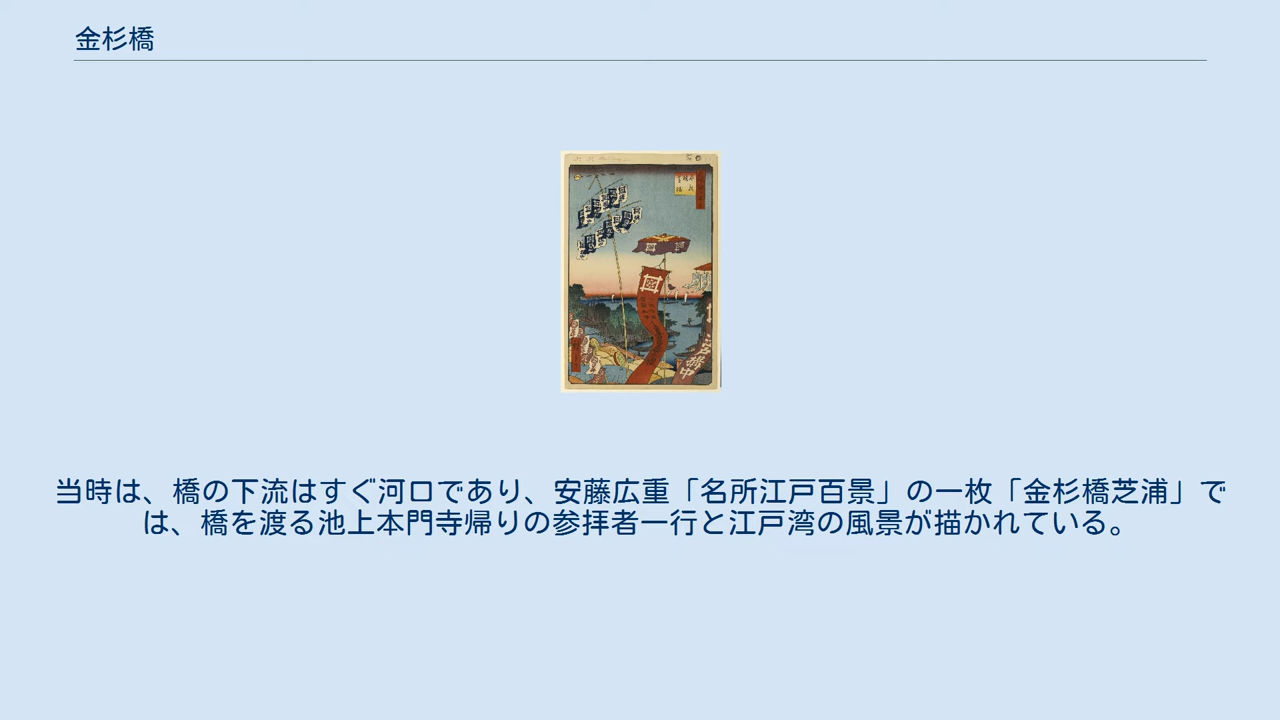 金杉橋
当時は、橋の下流はすぐ河口であり、安藤広重「名所江戸百景」の一枚「金杉橋芝浦」で
は、橋を渡る池上本門寺帰りの参拝者一行と江戸湾の風景が描かれている。